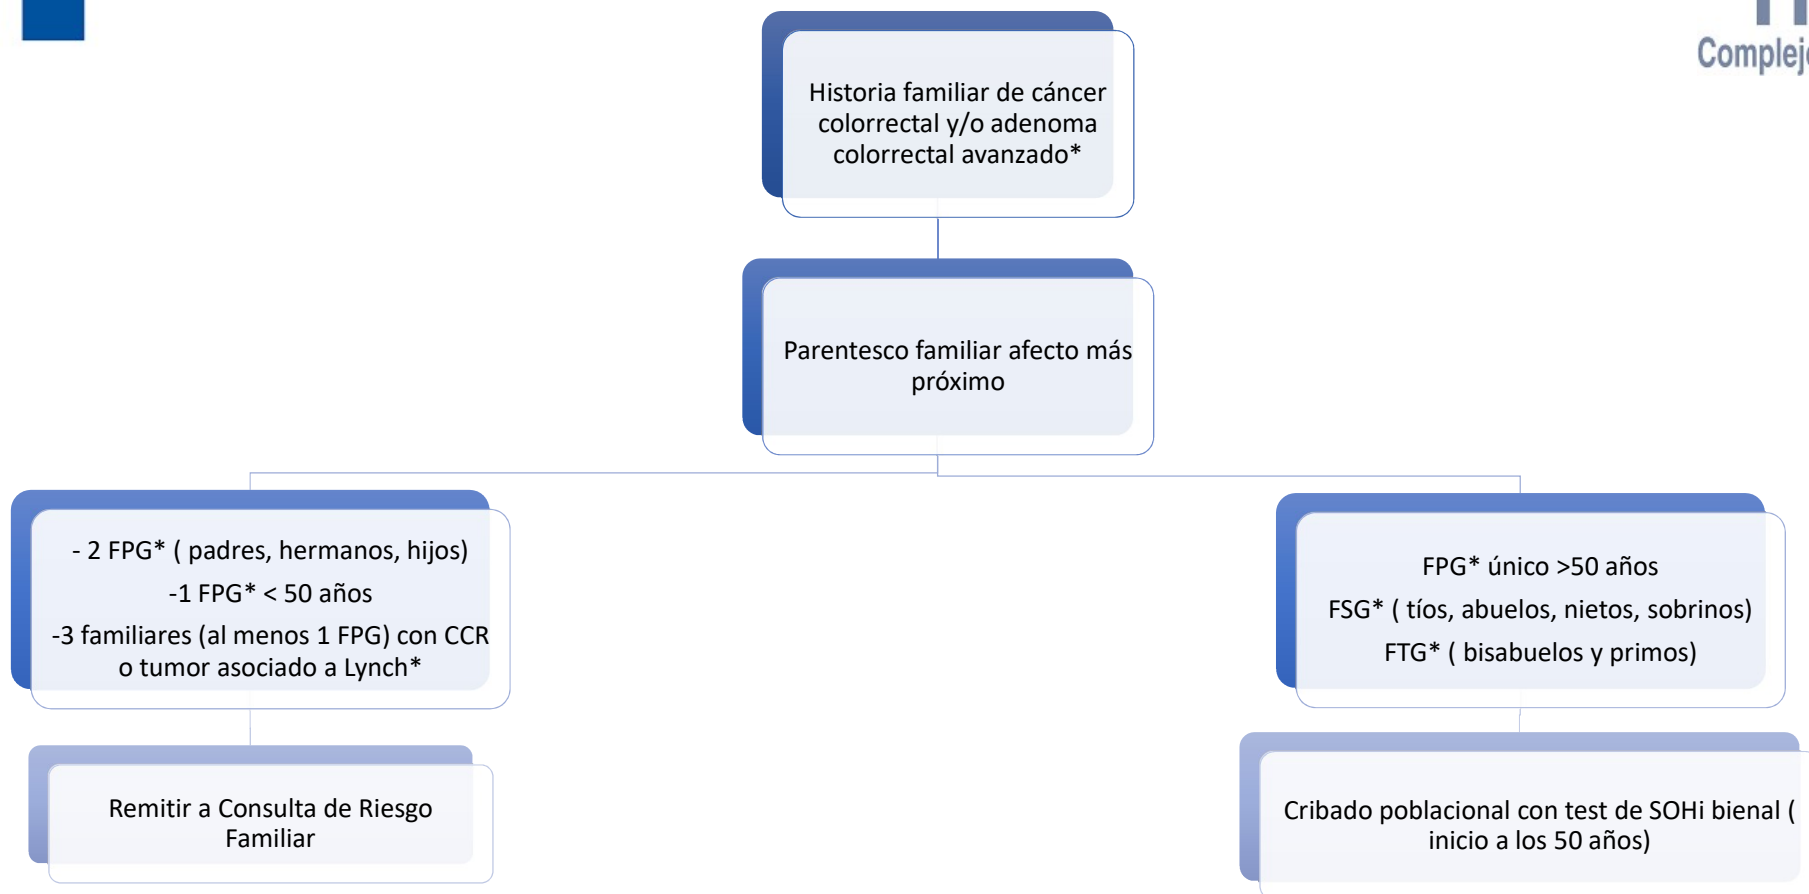 Historia familiar de cáncer
colorrectal y/o adenoma
colorrectal avanzado*
Parentesco familiar afecto más
próximo
- 2 FPG* ( padres, hermanos, hijos)
-1 FPG* < 50 años
-3 familiares (al menos 1 FPG) con CCR
o tumor asociado a Lynch*
FPG* único >50 años
FSG* ( tíos, abuelos, nietos, sobrinos)
FTG* ( bisabuelos y primos)
Remitir a Consulta de Riesgo
Familiar
Cribado poblacional con test de SOHi bienal (
inicio a los 50 años)